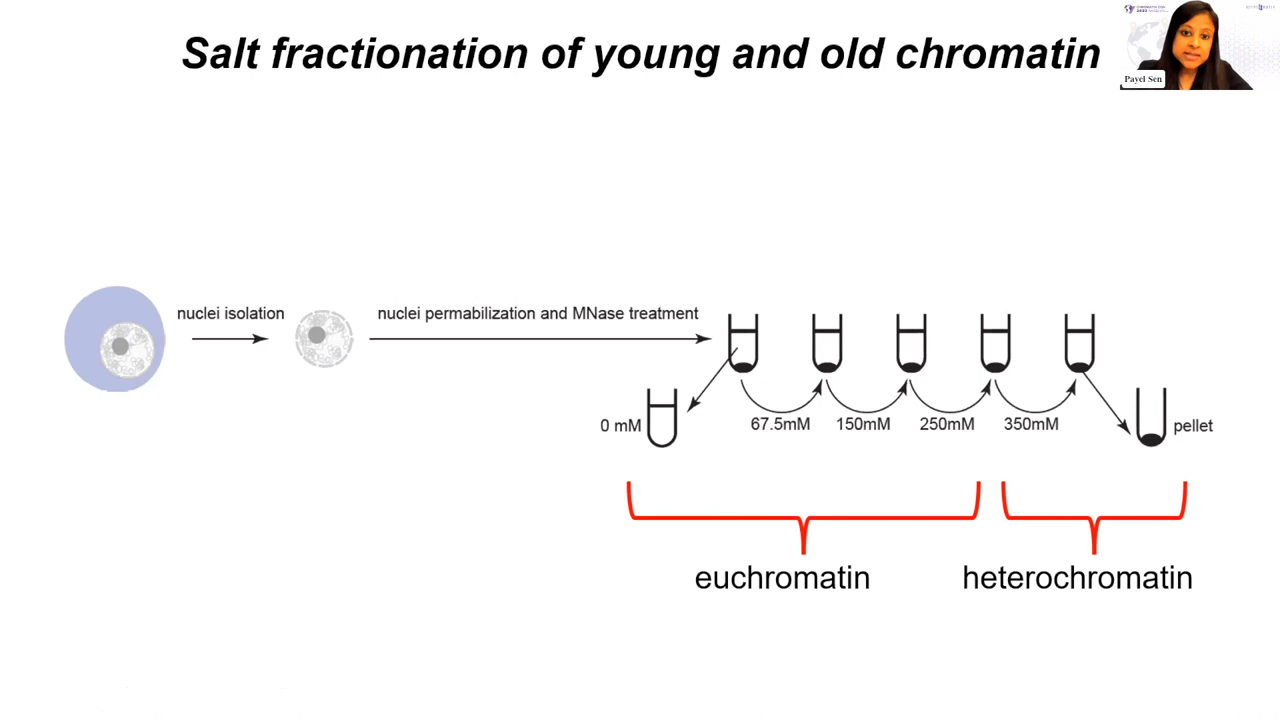 Salt fractionation of young and old chromatin
Payel Sen
nuclei isolation
nuclei permabilization and MNase treatment
0 mM
67.5mM
150mM
250mM
350mM
pellet
euchromatin
heterochromatin